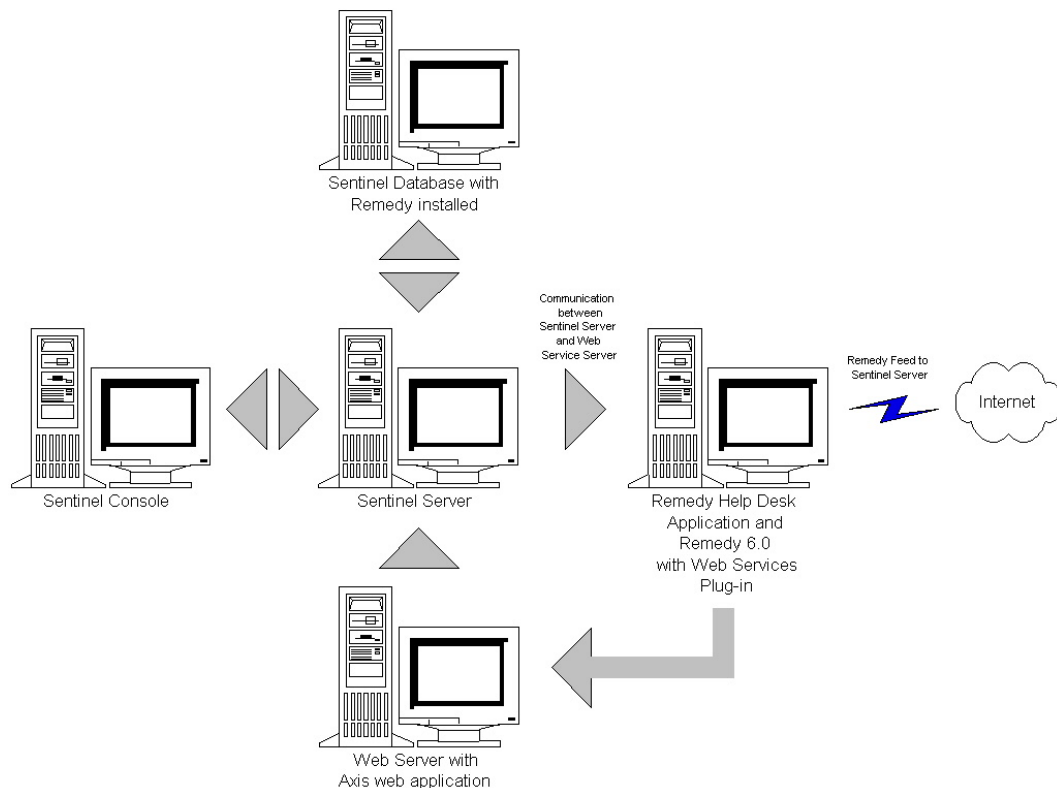 Sentinel Database with
Remedy installed
Communication
between
Sentinel Server
and Web
Service Server
Remedy Feed to
Sentinel Server
Internet
Sentinel Console
Sentinel Server
Remedy Help Desk
Application and
Remedy 6.0
with Web Services
Plug-in
Web Server with
Axis web application